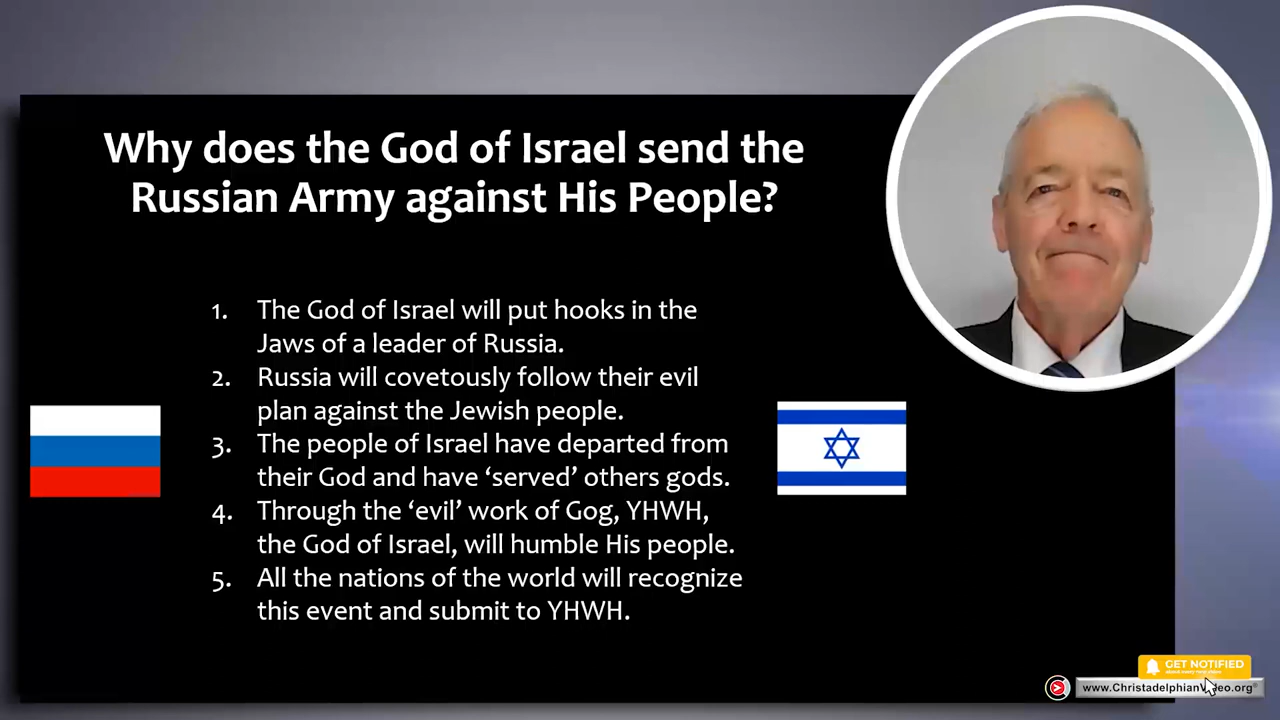 Why does the God of Israel send the
Russian Army against His People?
1. The God of Israel will put hooks in the
Jaws of a leader of Russia.
2. Russia will covetously follow their evil
plan against the Jewish people.
3. The people of Israel have departed from
their God and have ‘served’ others gods.
4. Through the ‘evil’ work of Gog, YHWH,
the God of Israel, will humble His people.
5. All the nations of the world will recognize
this event and submit to YHWH.
GET NOTIFIED
www.ChristadelphianVideo.org